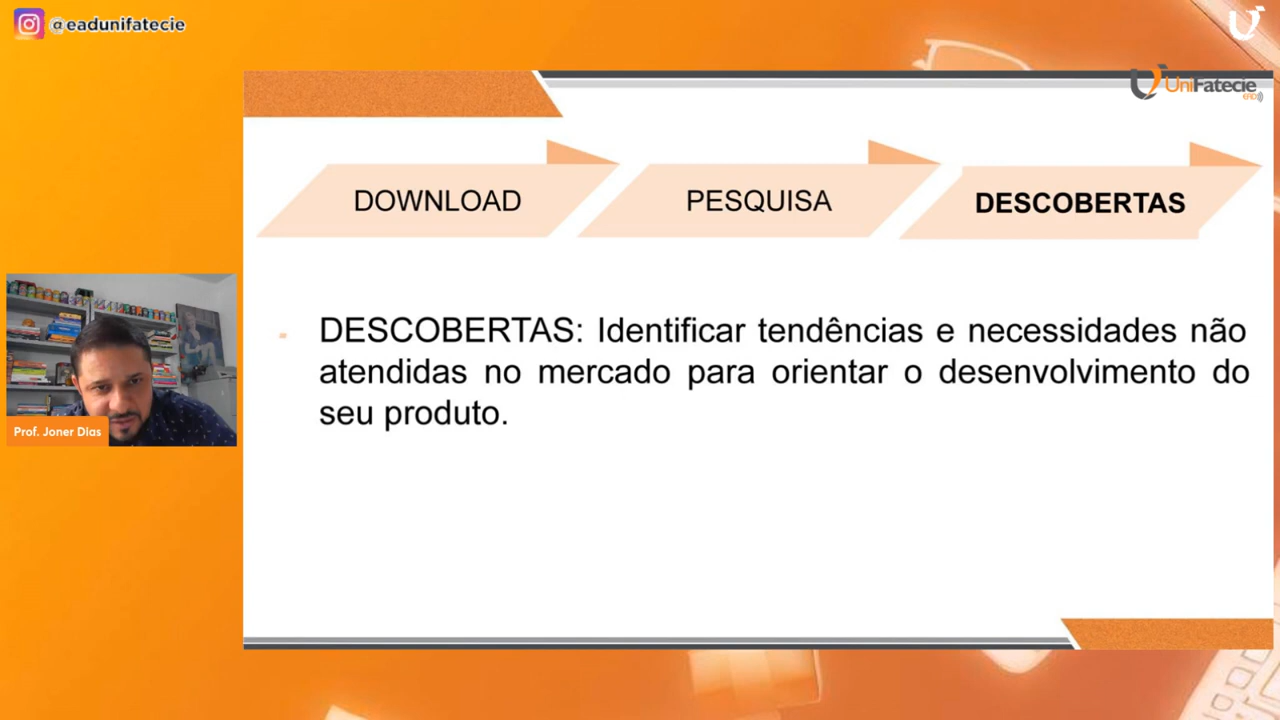 @eadunifatecie
UniFatecie
EAD
DOWNLOAD
PESQUISA
DESCOBERTAS
DESCOBERTAS: Identificar tendências e necessidades não
atendidas no mercado para orientar o desenvolvimento do
seu produto.
Prof. Joner Dias